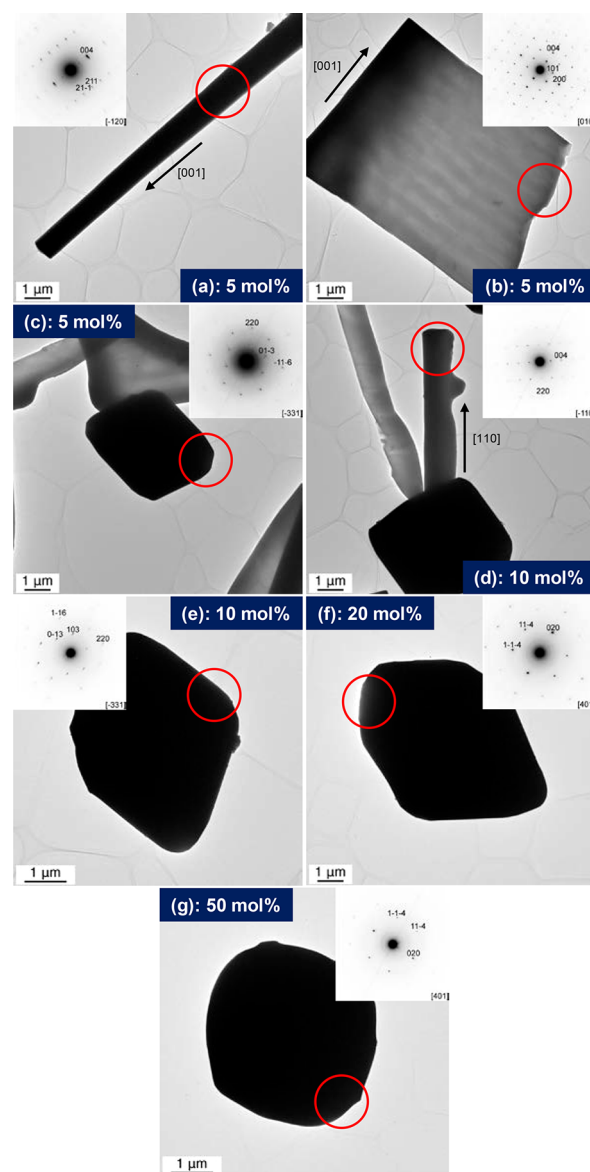 004
211
21-1
[-120]
[001]
1 µm
(a): 5 mol%
[001]
004
101
200
[010]
1 µm
(b): 5 mol%
(c): 5 mol%
220
01-3
-11-6
[-331]
1 µm
004
220
[-110]
[110]
1 µm
(d): 10 mol%
1-16
0-13
103
220
[-331]
(e): 10 mol%
1 µm
(f): 20 mol%
11-4
020
1-1-4
[401]
1 µm
(g): 50 mol%
1-1-4
11-4
020
[401]
1 µm